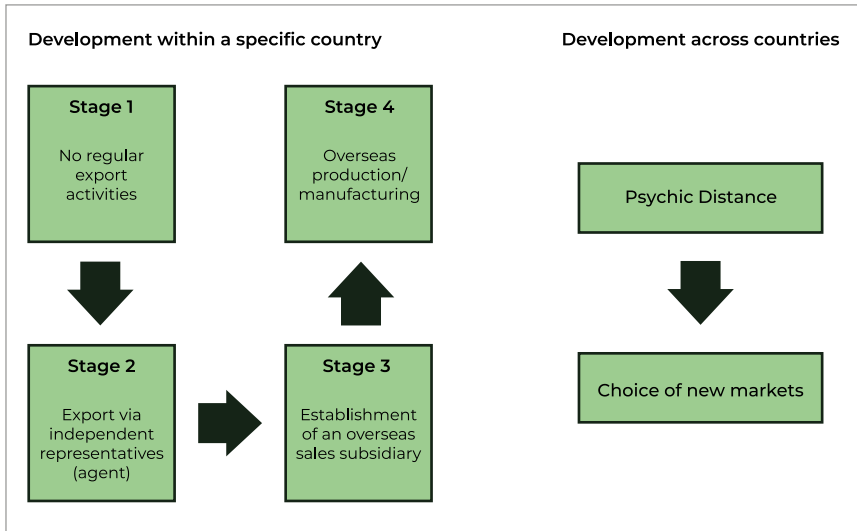 Development within a specific country
Stage 1
No regular
export
activities
Stage 2
Export via
independent
representatives
(agent)
Stage 3
Establishment
of an overseas
sales subsidiary
Stage 4
Overseas
production/
manufacturing
Development across countries
Psychic Distance
Choice of new markets